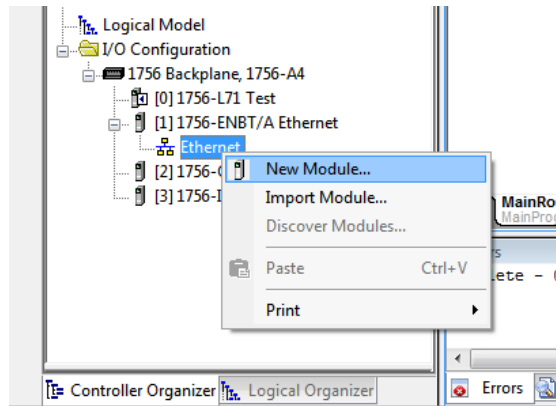 Logical Model
I/O Configuration
1756 Backplane, 1756-A4
[0] 1756-L71 Test
[1] 1756-ENBT/A Ethernet
Ethernet
[2] 1756-
[3] 1756-I
New Module...
Import Module...
Discover Modules...
Paste Ctrl+V
Print
MainRo
MainProg
rs
ete - (
Controller Organizer
Logical Organizer
Errors